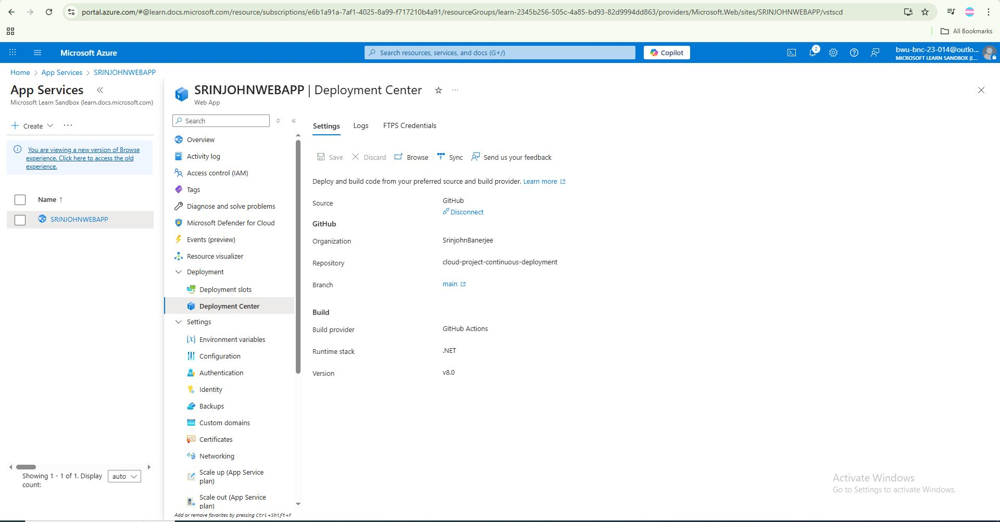 portal.azure.com/#@learn.docs.microsoft.com/resource/subscriptions/e6b1a91a-7af1-4025-8a99-f717210b4a91/resourceGroups/learn-2345b256-505c-4a85-bd93-82d9994dd863/providers/Microsoft.Web/sites/SRINJOHNWEBAPP/vstscd
All Bookmarks
Microsoft Azure
Search resources, services, and docs (G+/)
Copilot
2
bwu-bnc-23-014@outlo...
MICROSOFT LEARN SANDBOX (L...
Home > App Services > SRINJOHNWEBAPP
App Services
Microsoft Learn Sandbox (learn.docs.microsoft.com)
Create
You are viewing a new version of Browse
experience. Click here to access the old
experience.
Name ↑
SRINJOHNWEBAPP
Showing 1 - 1 of 1. Display
count:
auto
SRINJOHNWEBAPP | Deployment Center
Web App
Search
Overview
Activity log
Access control (IAM)
Tags
Diagnose and solve problems
Microsoft Defender for Cloud
Events (preview)
Resource visualizer
Deployment
Deployment slots
Deployment Center
Settings
Environment variables
Configuration
Authentication
Identity
Backups
Custom domains
Certificates
Networking
Scale up (App Service
plan)
Scale out (App Service
plan)
Add or remove favorites by pressing Ctrl+Shift+F
Settings Logs FTPS Credentials
Save Discard Browse Sync Send us your feedback
Deploy and build code from your preferred source and build provider. Learn more
Source GitHub
Disconnect
GitHub
Organization SrinjohnBanerjee
Repository cloud-project-continuous-deployment
Branch main
Build
Build provider GitHub Actions
Runtime stack .NET
Version v8.0
Activate Windows
Go to Settings to activate Windows.